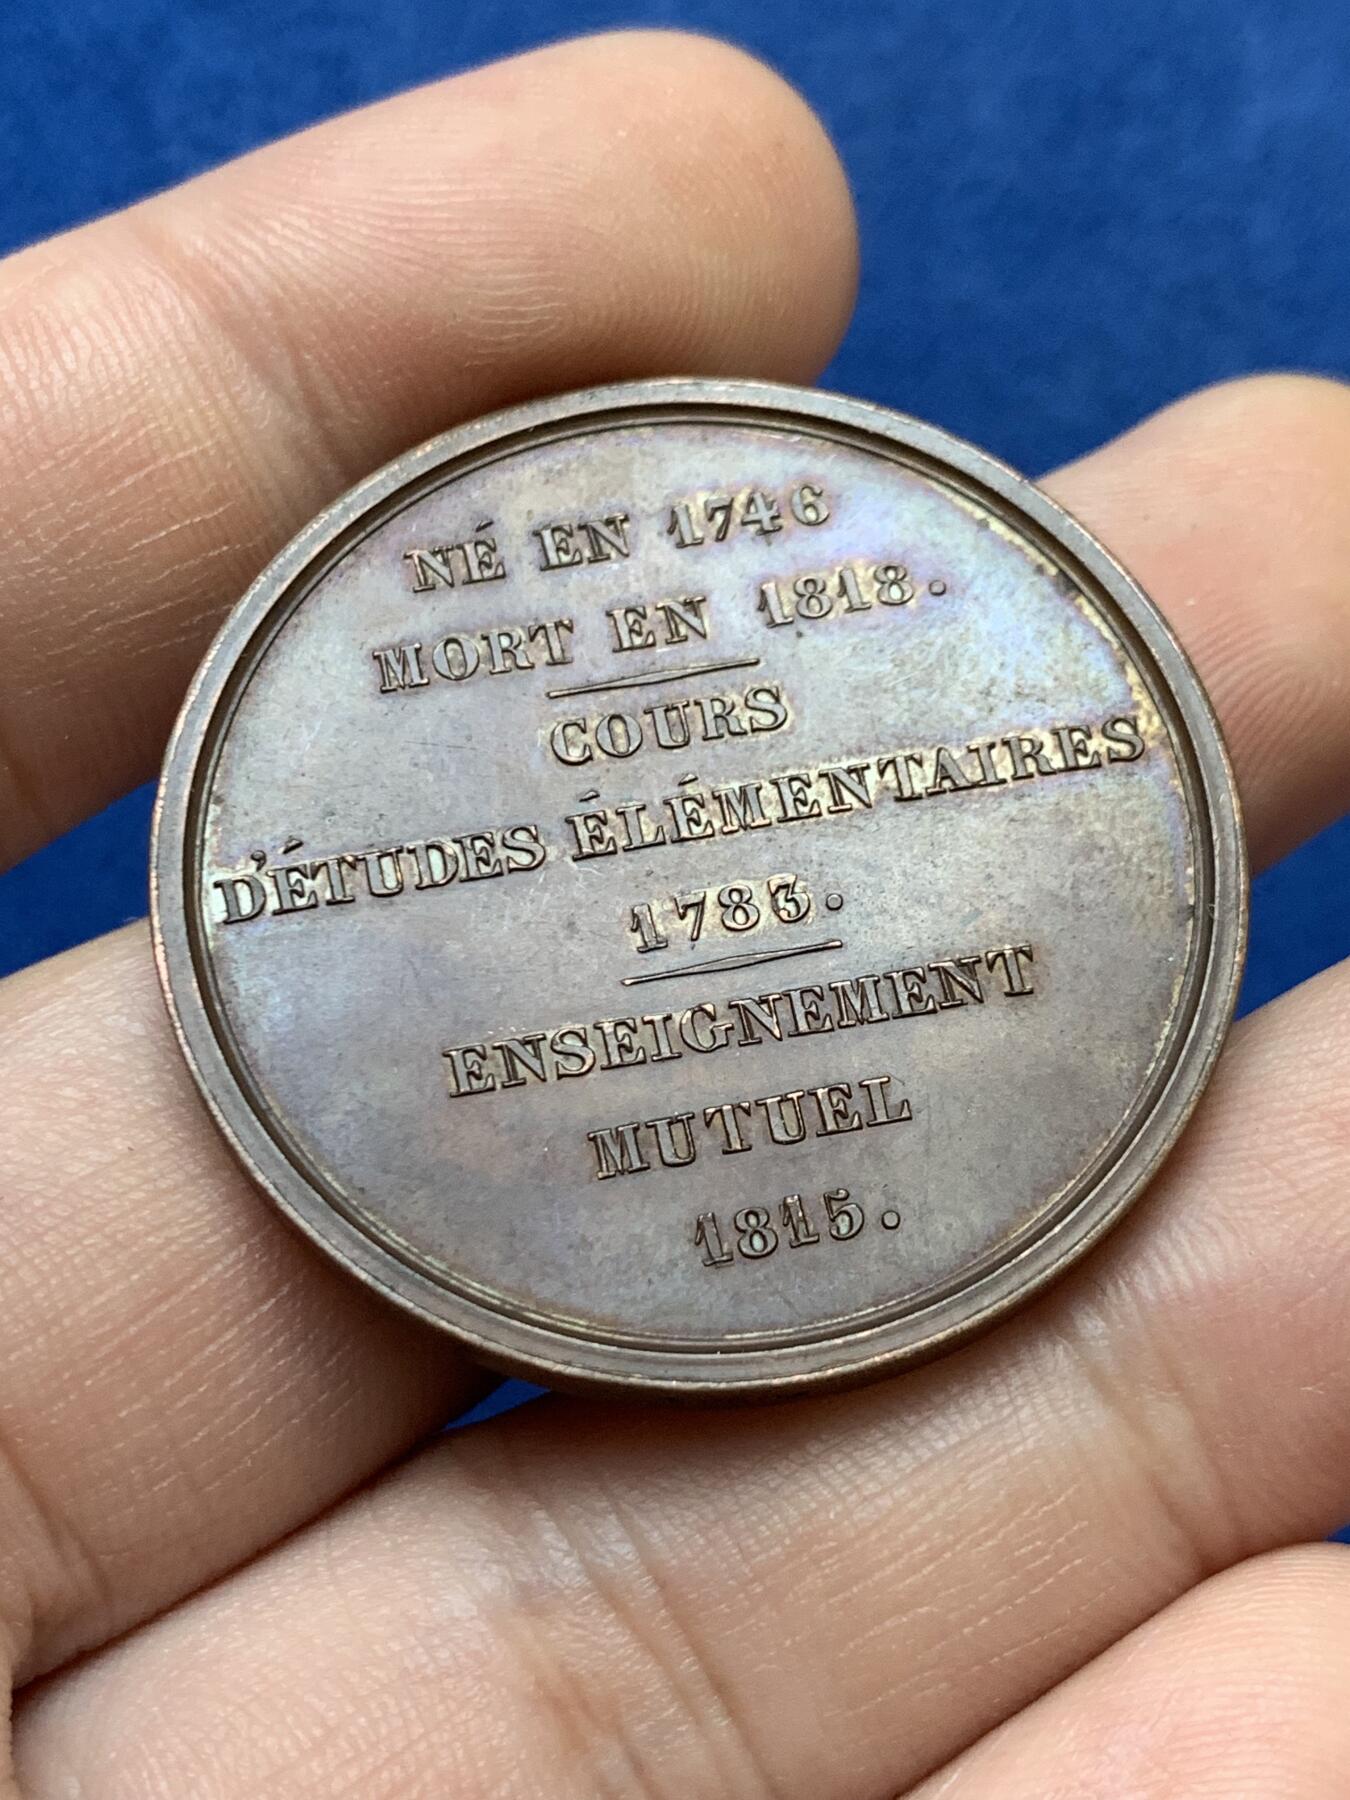 NÉ EN 1746
MORT EN 1818.
COURS
D'ÉTUDES ÉLÉMENTAIRES
1783.
ENSEIGNEMENT
MUTUEL
1815.